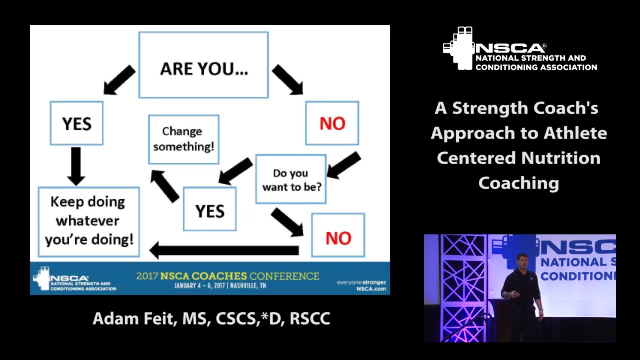 ARE YOU...
YES
Change
something!
NO
Do you
want to be?
Keep doing
whatever
you're doing!
YES
NO
NSCA
NATIONAL STRENGTH AND
CONDITIONING ASSOCIATION
2017 NSCA COACHES CONFERENCE
JANUARY 4 – 6, 2017 | NASHVILLE, TN
everyone stronger
NSCA.com
Adam Feit, MS, CSCS,*D, RSCC
NSCA
NATIONAL STRENGTH AND
CONDITIONING ASSOCIATION
A Strength Coach's
Approach to Athlete
Centered Nutrition
Coaching
NSCA
NATIONAL STRENGTH
CONDITIONING ASSOC